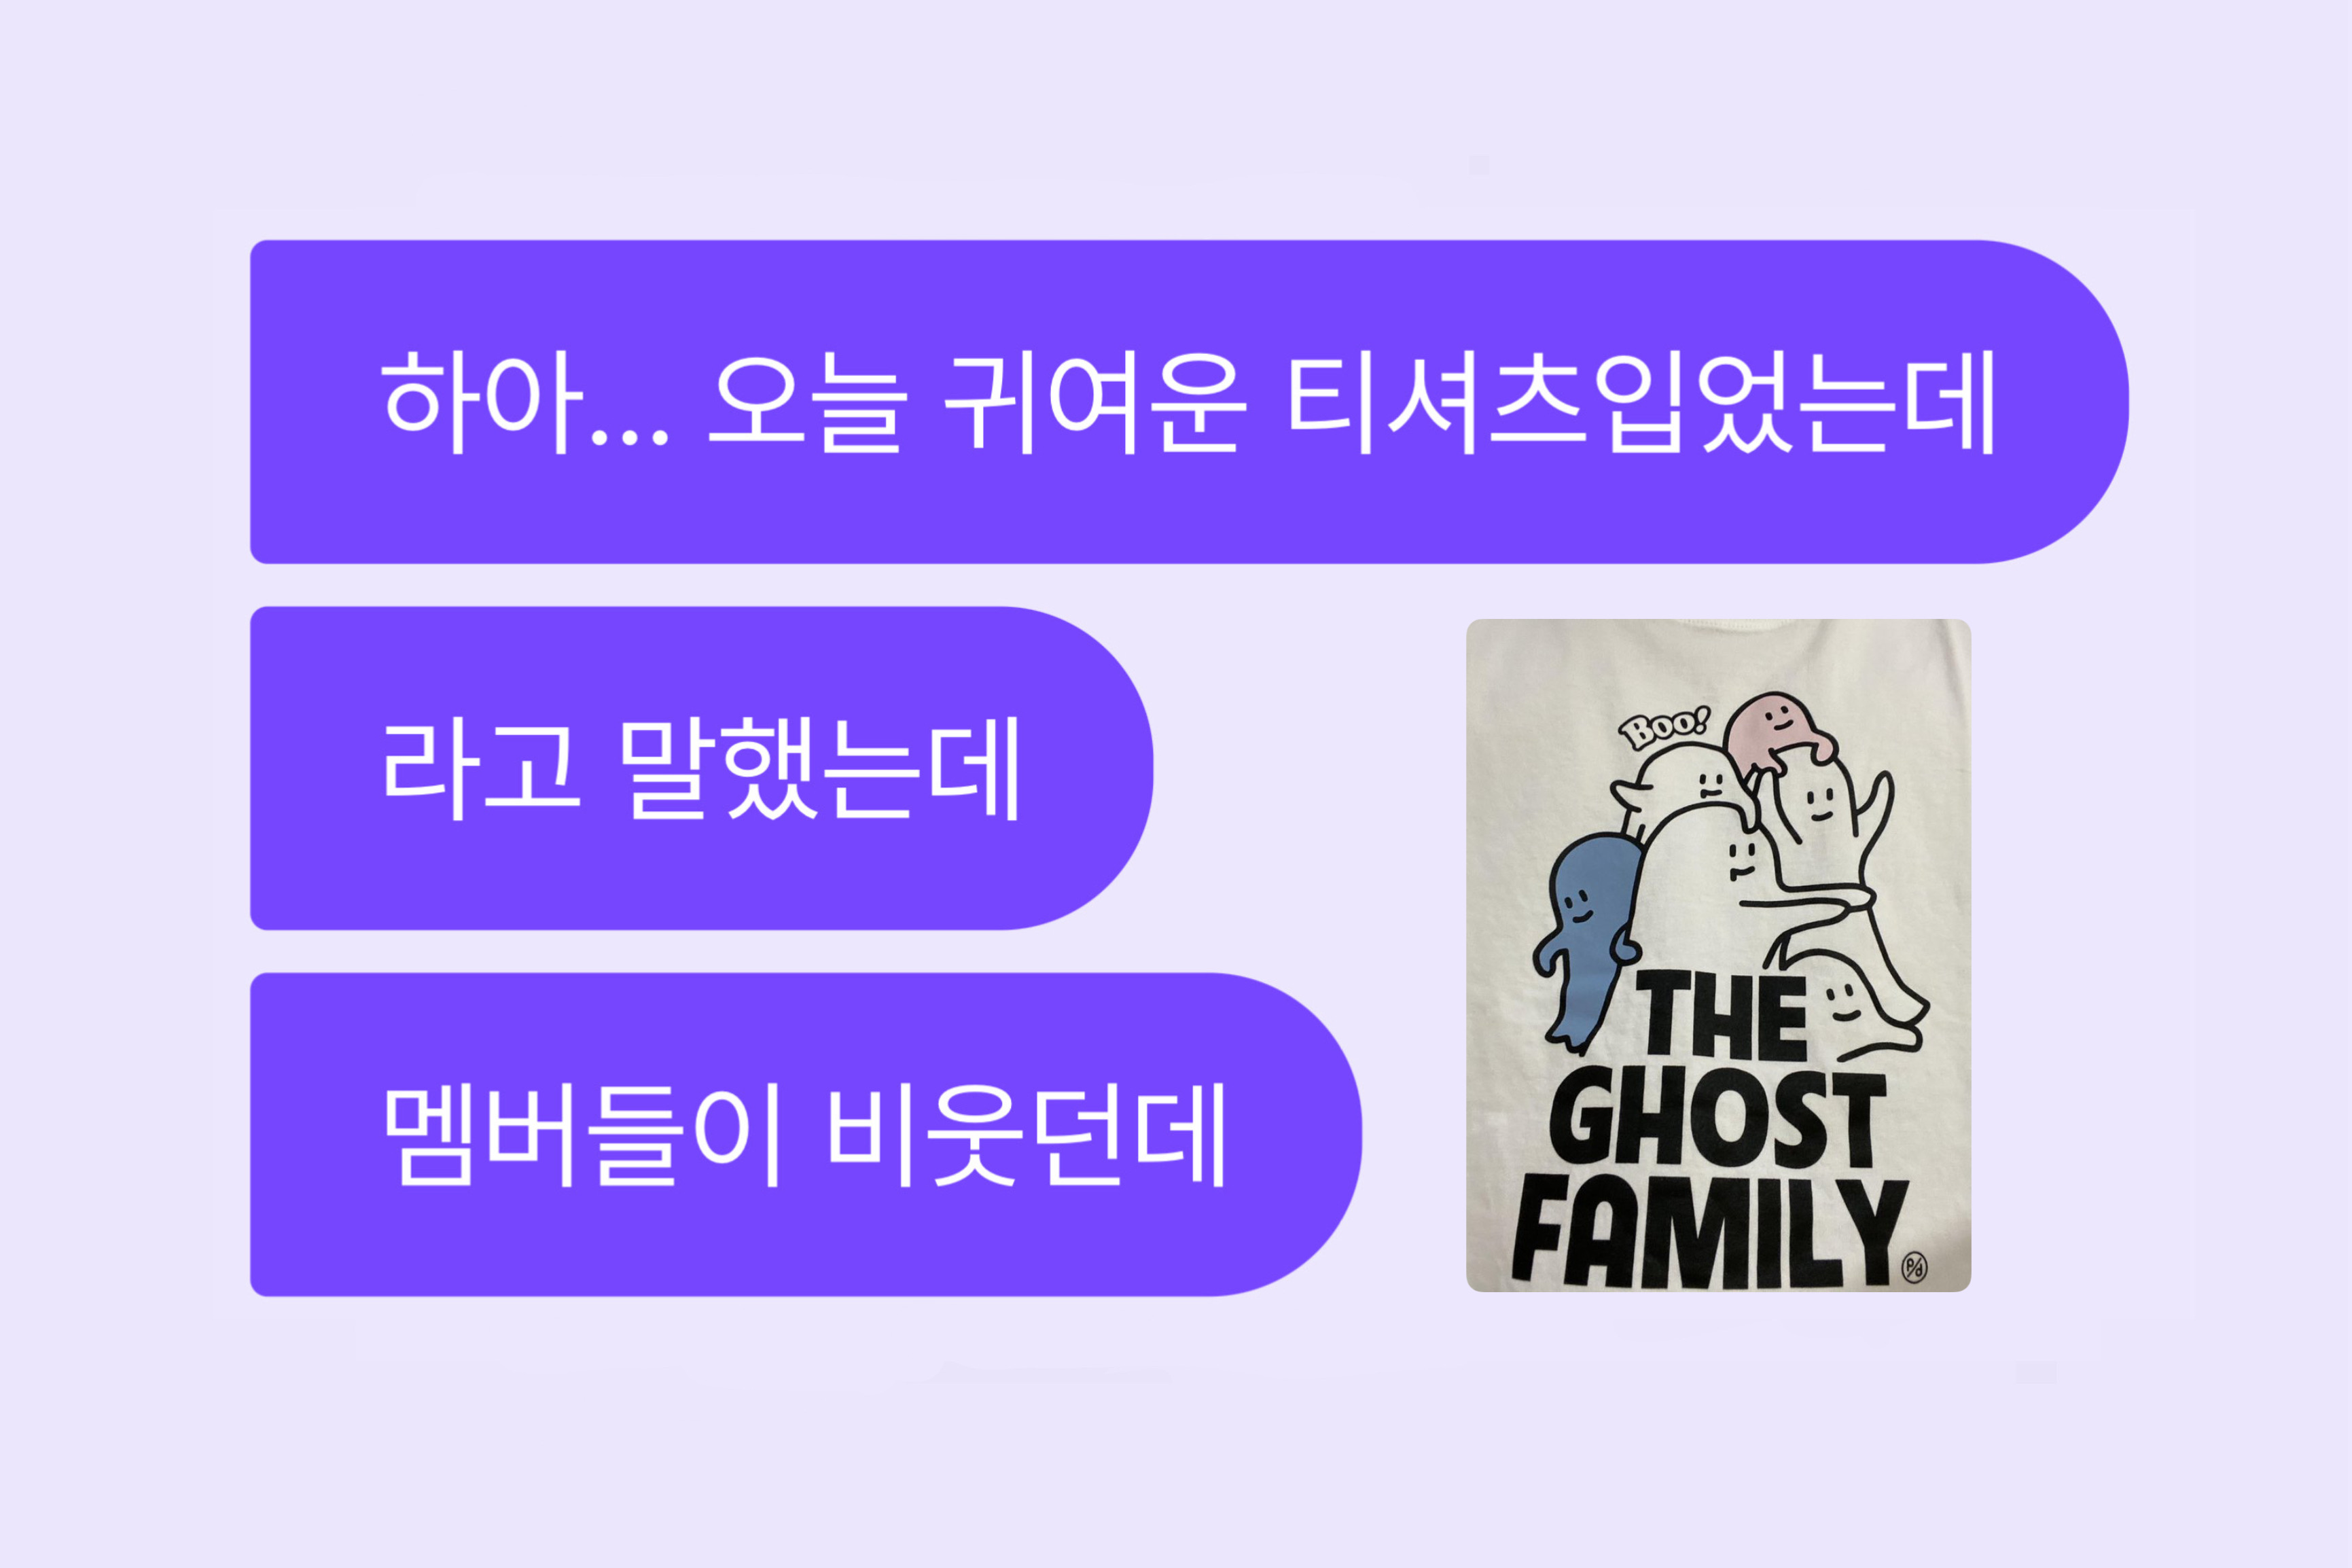 하아... 오늘 귀여운 티셔츠입었는데
라고 말했는데
멤버들이 비웃던데
Boo!
THE
GHOST
FAMILY
P/d